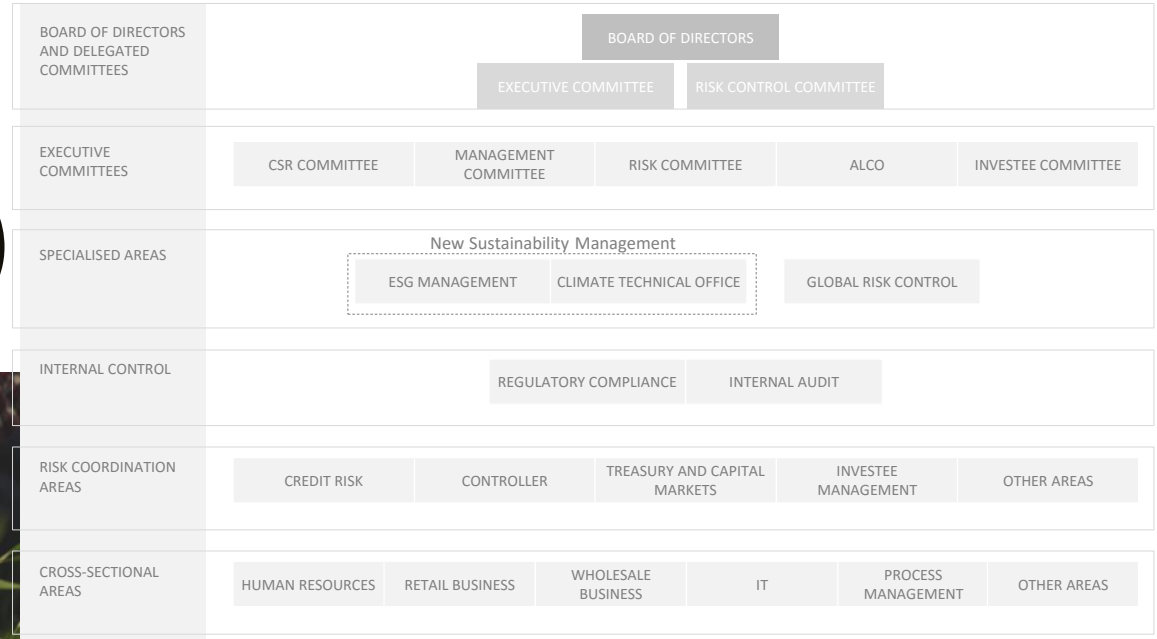 BOARD OF DIRECTORS
AND DELEGATED
COMMITTEES
BOARD OF DIRECTORS
EXECUTIVE COMMITTEE
RISK CONTROL COMMITTEE
EXECUTIVE
COMMITTEES
CSR COMMITTEE
MANAGEMENT
COMMITTEE
RISK COMMITTEE
ALCO
INVESTEE COMMITTEE
SPECIALISED AREAS
New Sustainability Management
ESG MANAGEMENT
CLIMATE TECHNICAL OFFICE
GLOBAL RISK CONTROL
INTERNAL CONTROL
REGULATORY COMPLIANCE
INTERNAL AUDIT
RISK COORDINATION
AREAS
CREDIT RISK
CONTROLLER
TREASURY AND CAPITAL
MARKETS
INVESTEE
MANAGEMENT
OTHER AREAS
CROSS-SECTIONAL
AREAS
HUMAN RESOURCES
RETAIL BUSINESS
WHOLESALE
BUSINESS
IT
PROCESS
MANAGEMENT
OTHER AREAS